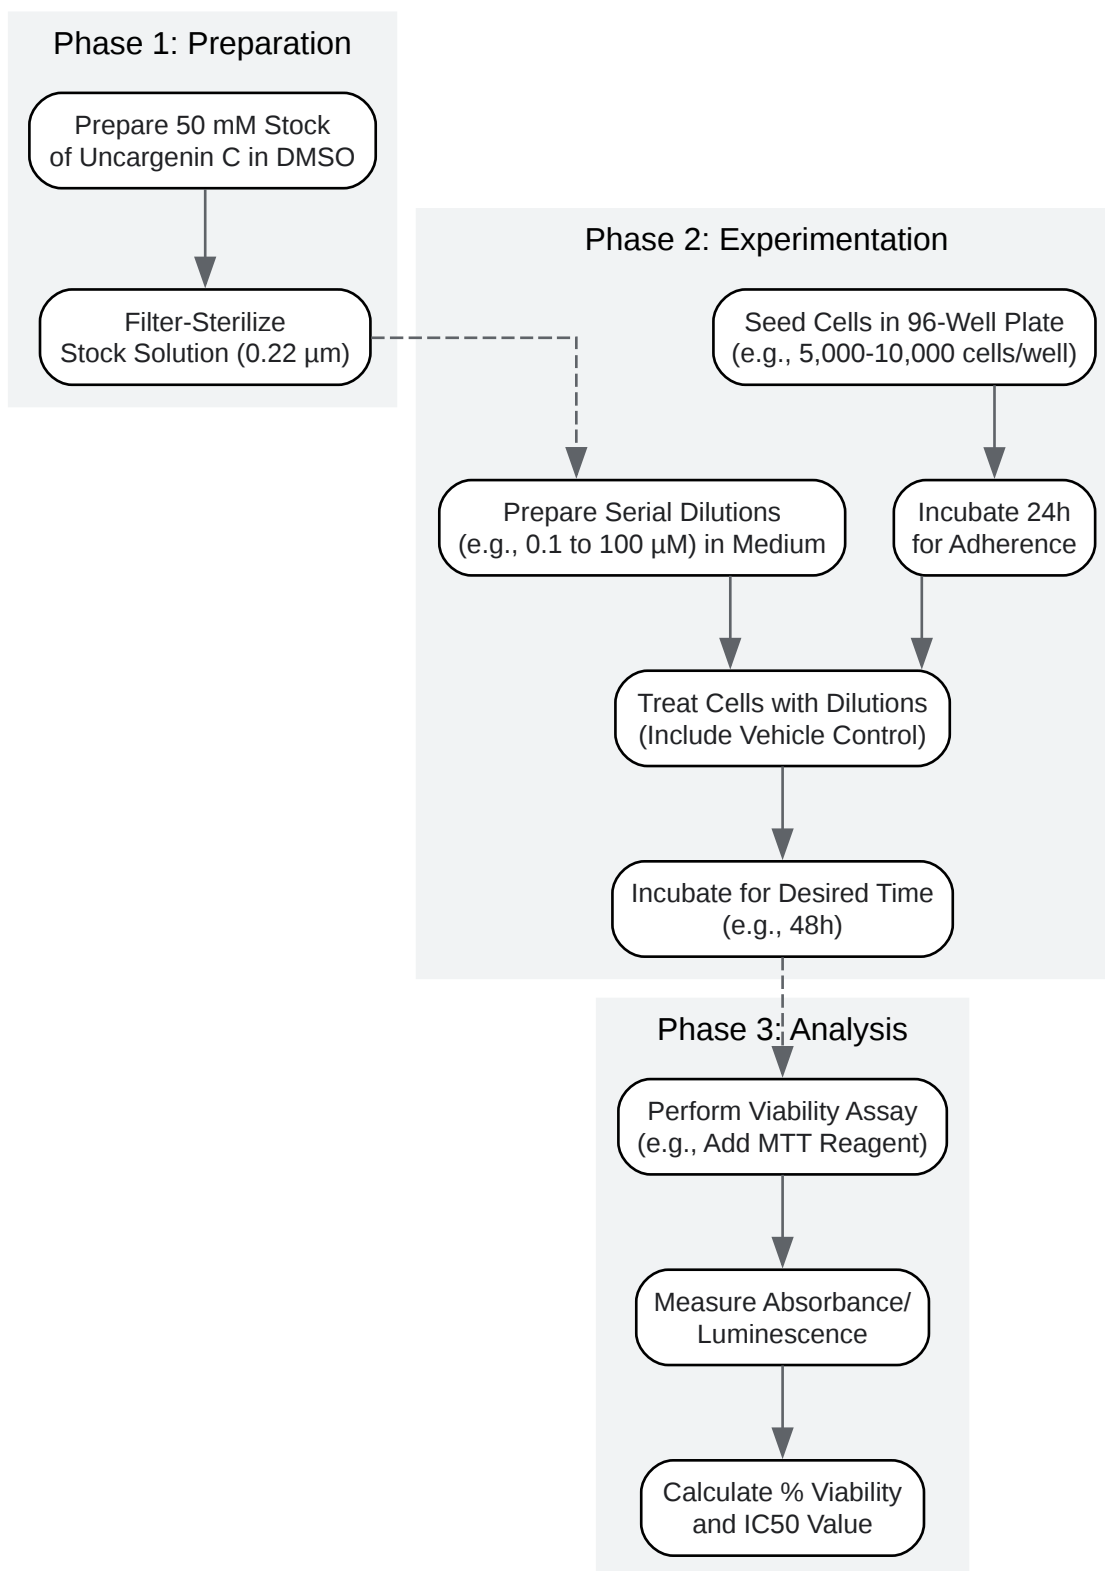 Phase 1: Preparation
Prepare 50 mM Stock
of Uncargenin C in DMSO
Filter-Sterilize
Stock Solution (0.22 µm)
Phase 2: Experimentation
Seed Cells in 96-Well Plate
(e.g., 5,000-10,000 cells/well)
Prepare Serial Dilutions
(e.g., 0.1 to 100 µM) in Medium
Incubate 24h
for Adherence
Treat Cells with Dilutions
(Include Vehicle Control)
Incubate for Desired Time
(e.g., 48h)
Phase 3: Analysis
Perform Viability Assay
(e.g., Add MTT Reagent)
Measure Absorbance/
Luminescence
Calculate % Viability
and IC50 Value